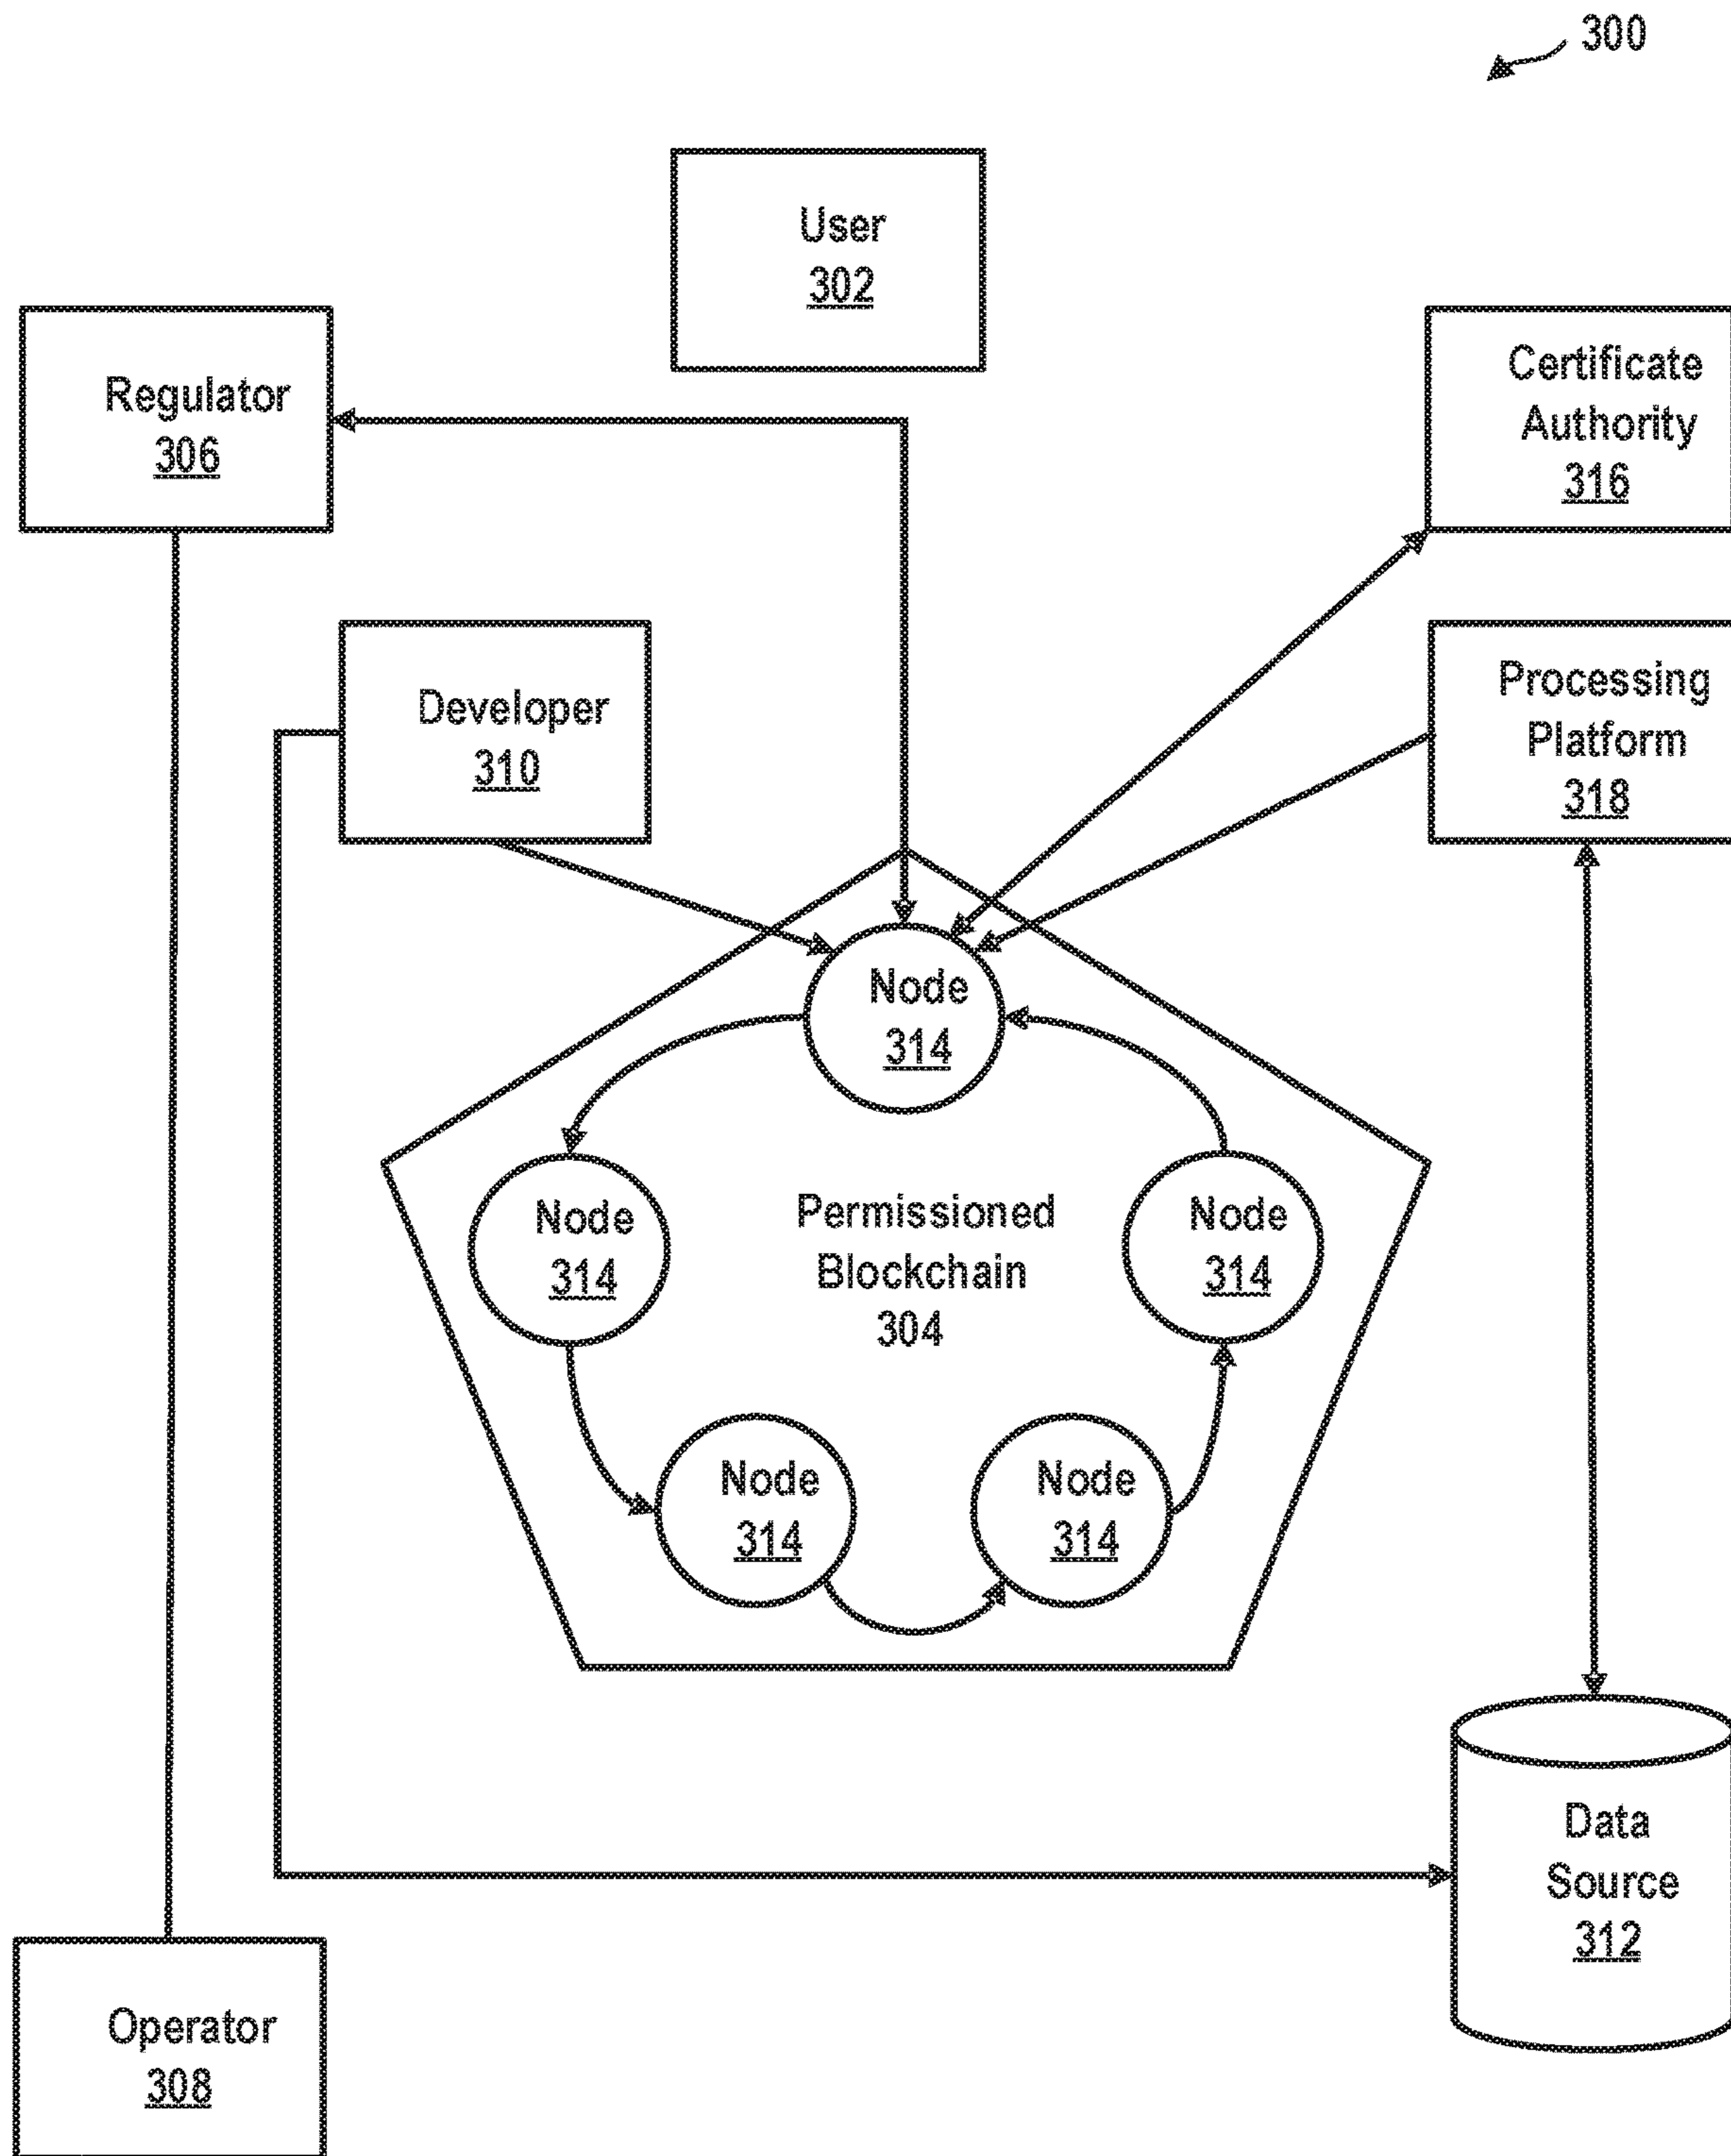 300
User
302
Regulator
306
Certificate
Authority
316
Developer
310
Processing
Platform
318
Node
314
Node
314
Permissioned
Blockchain
304
Node
314
Node
314
Node
314
Data
Source
312
Operator
308